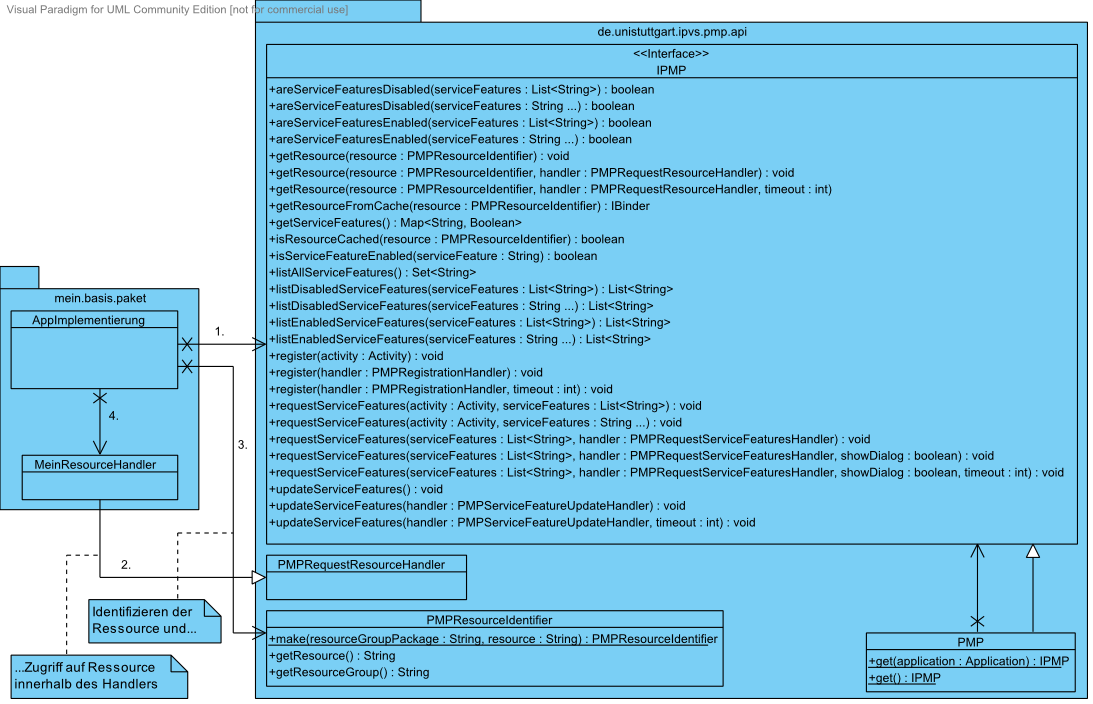 Visual Paradigm for UML Community Edition [not for commercial use]
de.unistuttgart.ipvs.pmp.api
<<Interface>>
IPMP
+areServiceFeaturesDisabled(serviceFeatures : List<String>) : boolean
+areServiceFeaturesDisabled(serviceFeatures : String ...) : boolean
+areServiceFeaturesEnabled(serviceFeatures : List<String>) : boolean
+areServiceFeaturesEnabled(serviceFeatures : String ...) : boolean
+getResource(resource : PMPResourceIdentifier) : void
+getResource(resource : PMPResourceIdentifier, handler : PMPRequestResourceHandler) : void
+getResource(resource : PMPResourceIdentifier, handler : PMPRequestResourceHandler, timeout : int)
+getResourceFromCache(resource : PMPResourceIdentifier) : IBinder
+getServiceFeatures() : Map<String, Boolean>
+isResourceCached(resource : PMPResourceIdentifier) : boolean
+isServiceFeatureEnabled(serviceFeature : String) : boolean
+listAllServiceFeatures() : Set<String>
+listDisabledServiceFeatures(serviceFeatures : List<String>) : List<String>
+listDisabledServiceFeatures(serviceFeatures : String ...) : List<String>
+listEnabledServiceFeatures(serviceFeatures : List<String>) : List<String>
+listEnabledServiceFeatures(serviceFeatures : String ...) : List<String>
+register(activity : Activity) : void
+register(handler : PMPRegistrationHandler) : void
+register(handler : PMPRegistrationHandler, timeout : int) : void
+requestServiceFeatures(activity : Activity, serviceFeatures : List<String>) : void
+requestServiceFeatures(activity : Activity, serviceFeatures : String ...) : void
+requestServiceFeatures(serviceFeatures : List<String>, handler : PMPRequestServiceFeaturesHandler) : void
+requestServiceFeatures(serviceFeatures : List<String>, handler : PMPRequestServiceFeaturesHandler, showDialog : boolean) : void
+requestServiceFeatures(serviceFeatures : List<String>, handler : PMPRequestServiceFeaturesHandler, showDialog : boolean, timeout : int) : void
+updateServiceFeatures() : void
+updateServiceFeatures(handler : PMPServiceFeatureUpdateHandler) : void
+updateServiceFeatures(handler : PMPServiceFeatureUpdateHandler, timeout : int) : void
mein.basis.paket
AppImplementierung
1.
4.
3.
MeinResourceHandler
2.
PMPRequestResourceHandler
Identifizieren der
Ressource und...
...Zugriff auf Ressource
innerhalb des Handlers
PMPResourceIdentifier
+make(resourceGroupPackage : String, resource : String) : PMPResourceIdentifier
+getResource() : String
+getResourceGroup() : String
PMP
+get(application : Application) : IPMP
+get() : IPMP